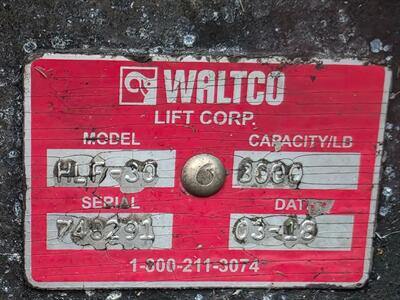 WALTCO
LIFT CORP.
MODEL CAPACITY/LB
HLF-30 3000
SERIAL DATE
748291 03-18
1-800-211-3074